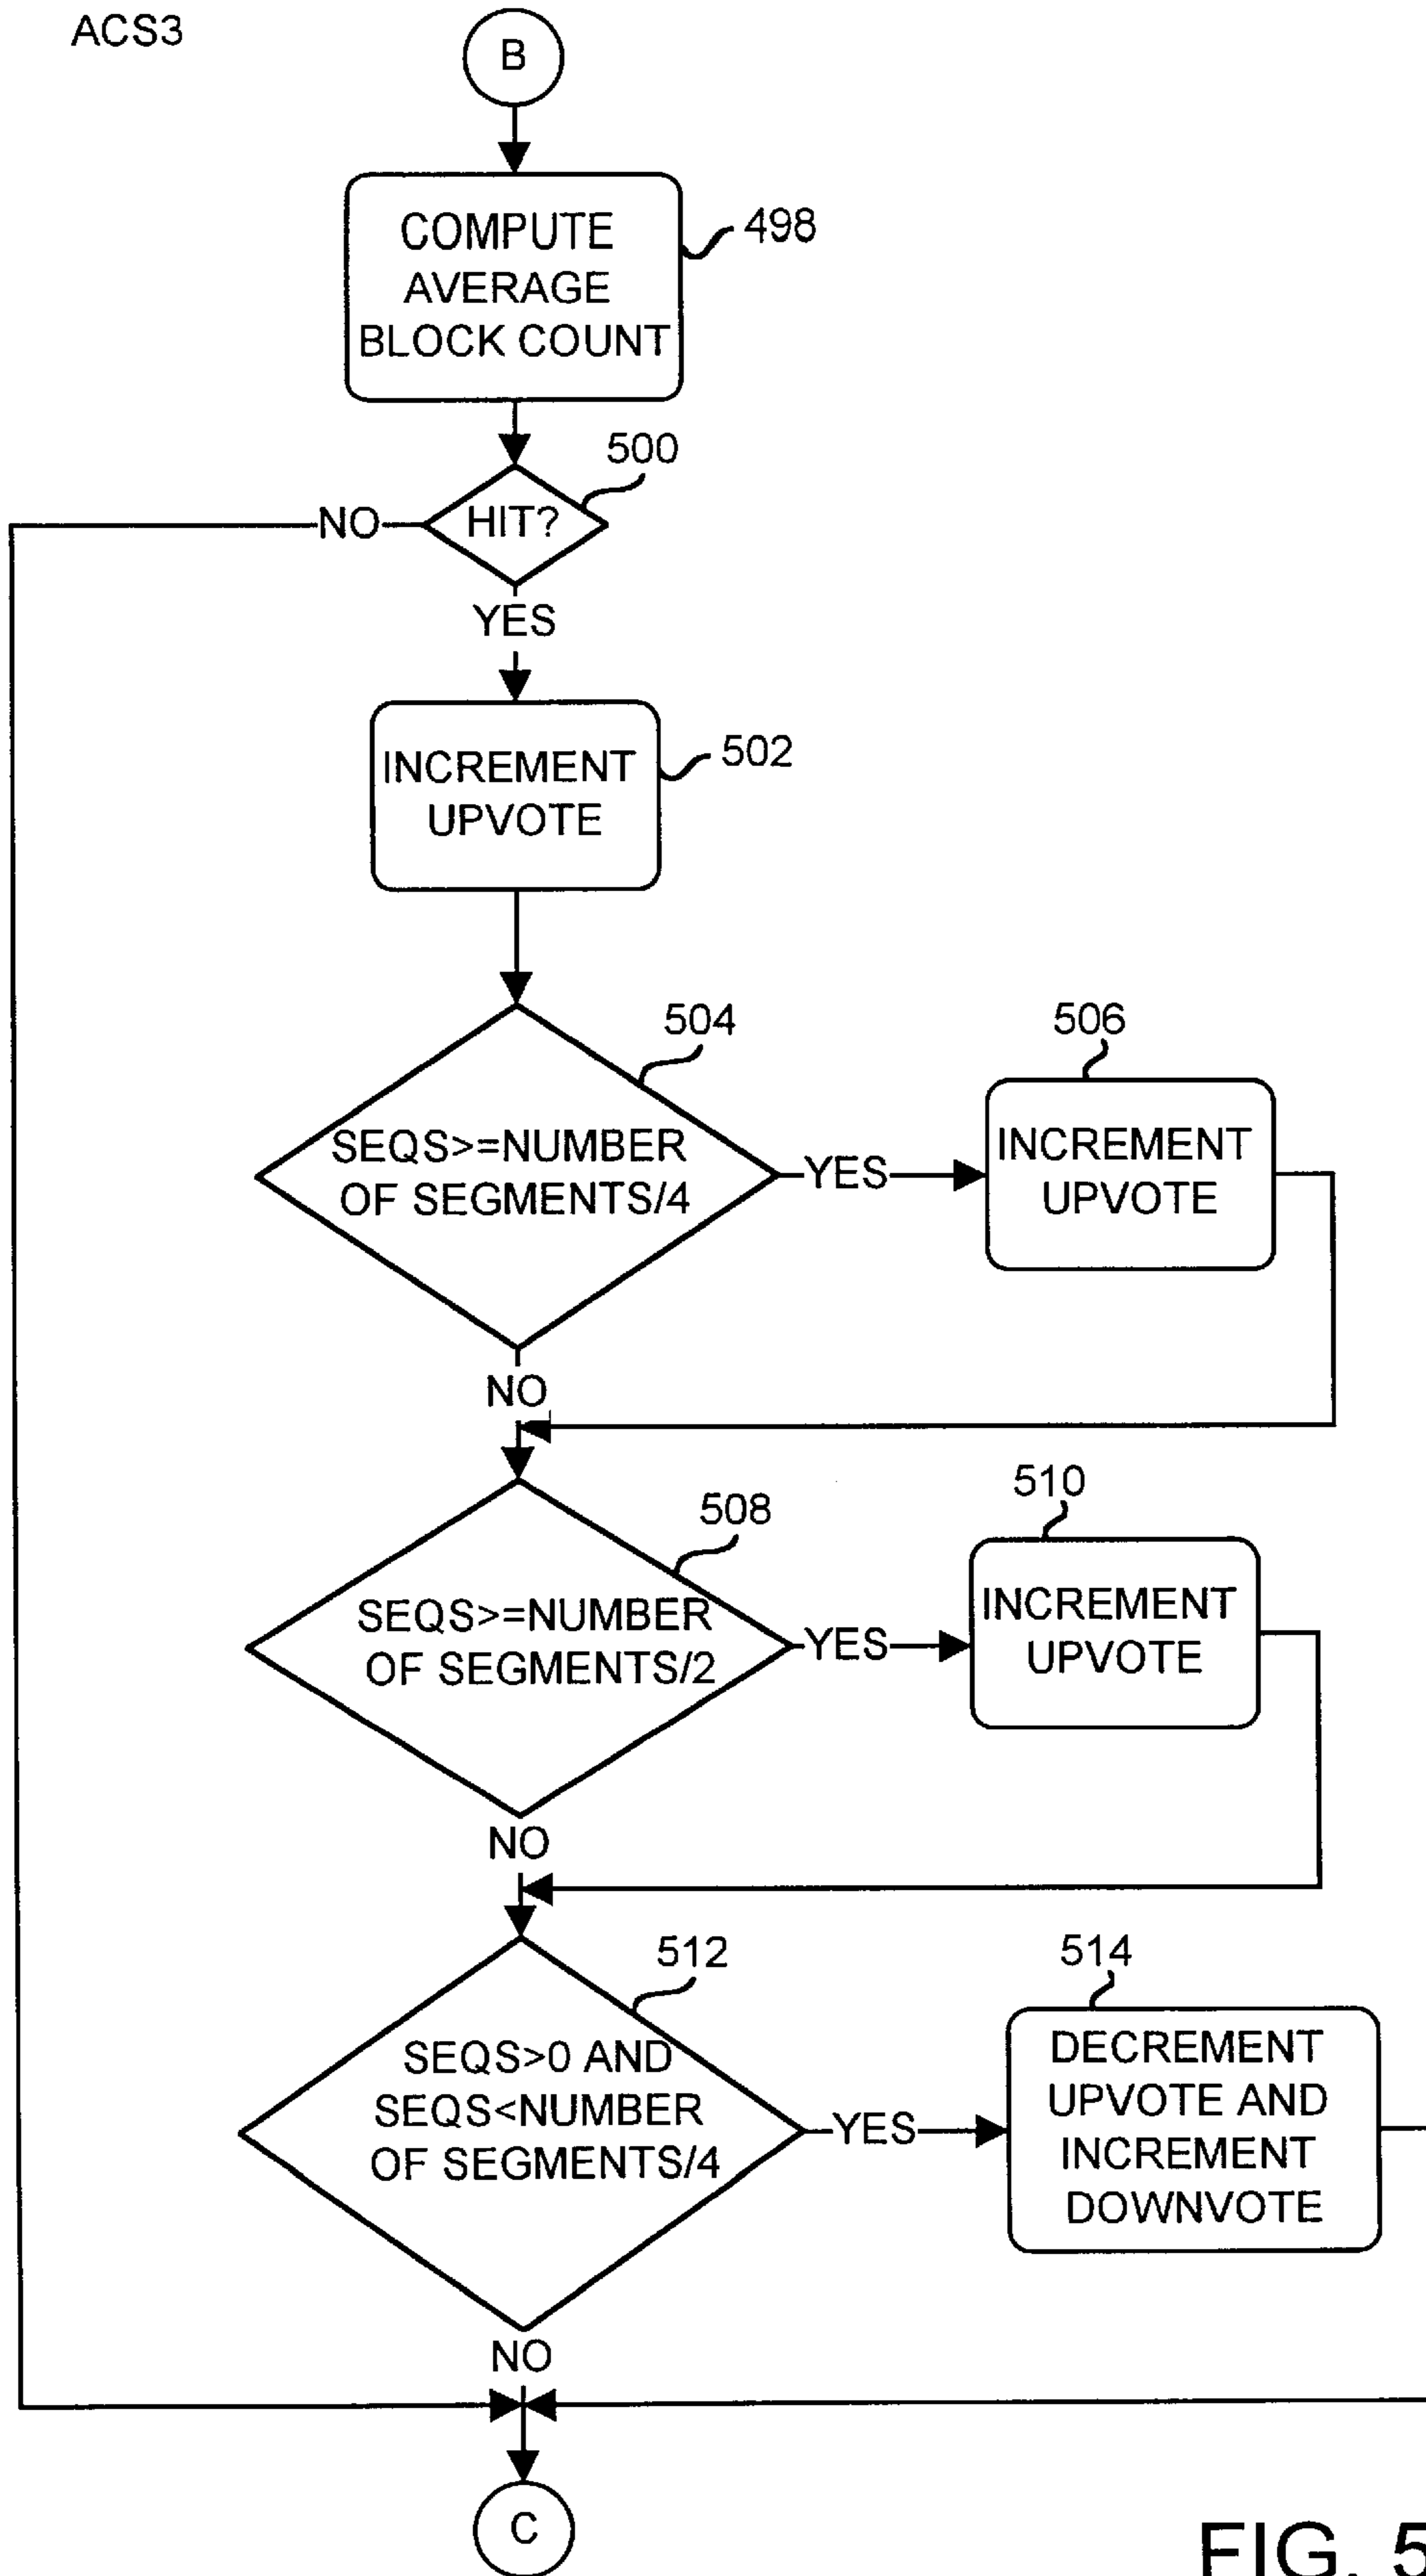 ACS3
B
COMPUTE
AVERAGE
BLOCK COUNT
498
500
NO
HIT?
YES
INCREMENT
UPVOTE
502
504
506
SEQS>=NUMBER
OF SEGMENTS/4
YES
INCREMENT
UPVOTE
NO
508
510
SEQS>=NUMBER
OF SEGMENTS/2
YES
INCREMENT
UPVOTE
NO
512
514
SEQS>0 AND
SEQS<NUMBER
OF SEGMENTS/4
YES
DECREMENT
UPVOTE AND
INCREMENT
DOWNVOTE
NO
C
FIG. 5